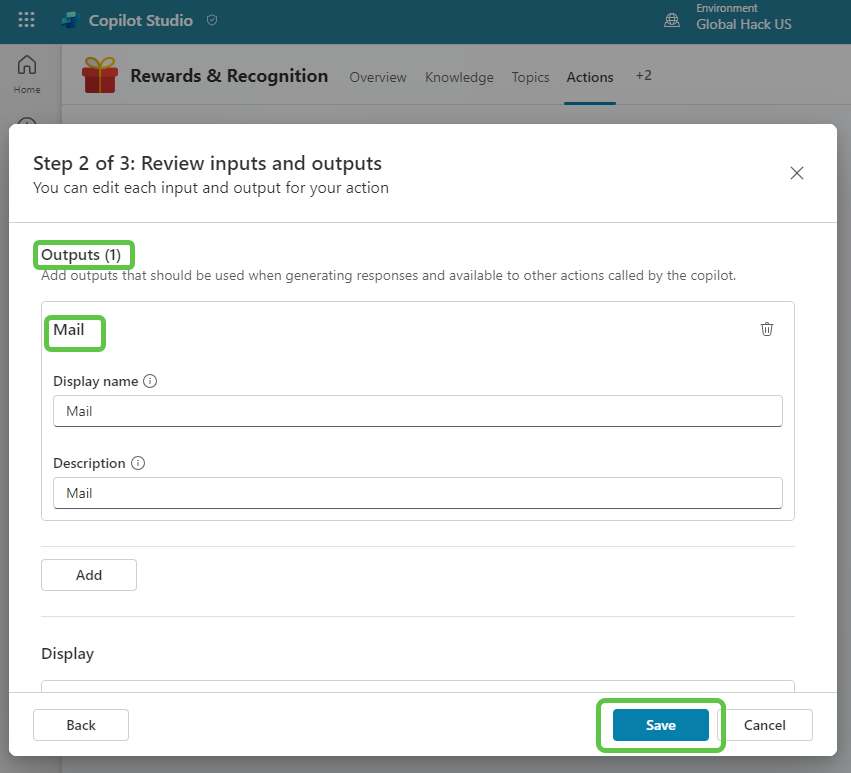 Copilot Studio
Environment
Global Hack US
Home
Rewards & Recognition
Overview
Knowledge
Topics
Actions
+2
Step 2 of 3: Review inputs and outputs
You can edit each input and output for your action
Outputs (1)
Add outputs that should be used when generating responses and available to other actions called by the copilot.
Mail
Display name
Mail
Description
Mail
Add
Display
Back
Save
Cancel